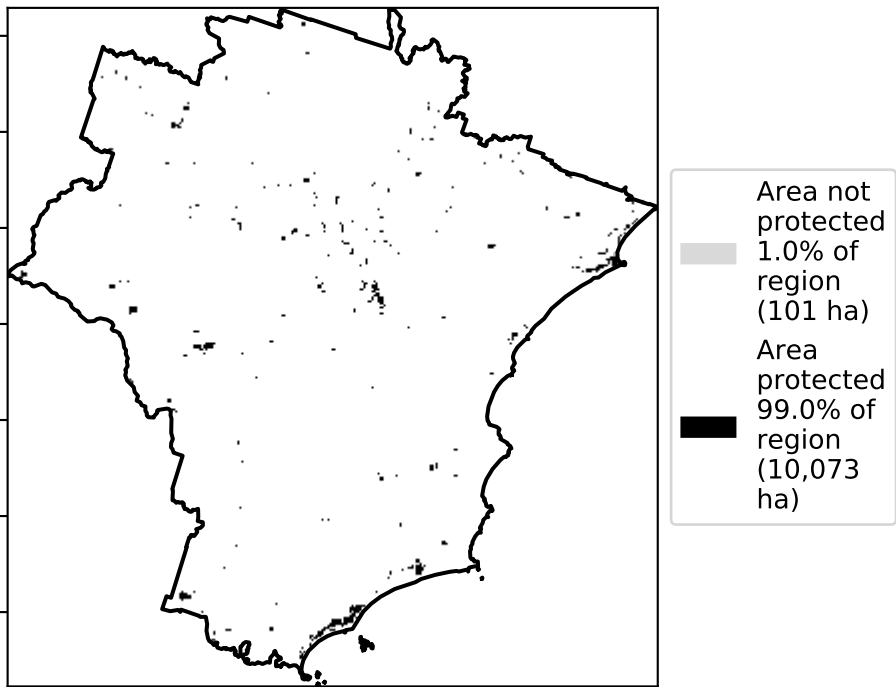 Area not
protected
1.0% of
region
(101 ha)
Area
protected
99.0% of
region
(10,073
ha)